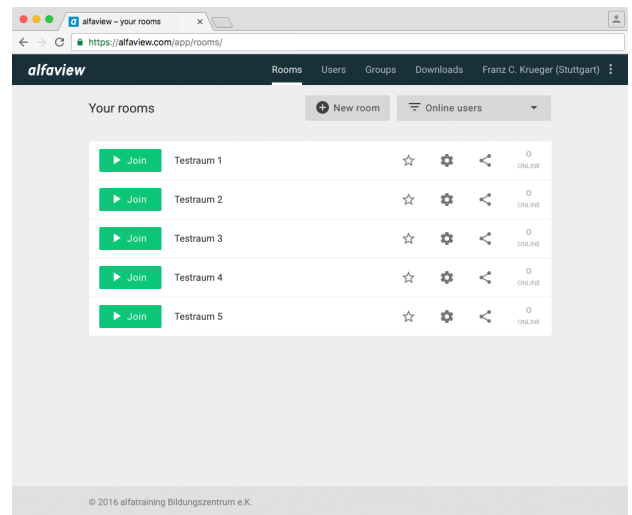 alfaview – your rooms
https://alfaview.com/app/rooms/
alfaview Rooms Users Groups Downloads Franz C. Krueger (Stuttgart)
Your rooms New room Online users
Join Testraum 1 0 ONLINE
Join Testraum 2 0 ONLINE
Join Testraum 3 0 ONLINE
Join Testraum 4 0 ONLINE
Join Testraum 5 0 ONLINE
© 2016 alfatraining Bildungszentrum e.K.